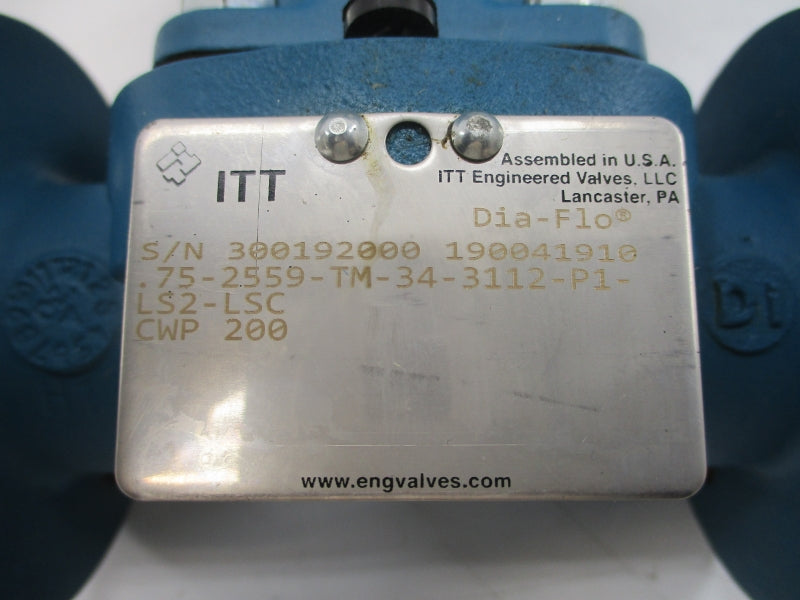 ITT
Assembled in U.S.A.
ITT Engineered Valves, LLC
Lancaster, PA
Dia-Flo®
S/N 300192000 190041910
.75-2559-TM-34-3112-P1-
LS2-LSC
CWP 200
www.engvalves.com
DI